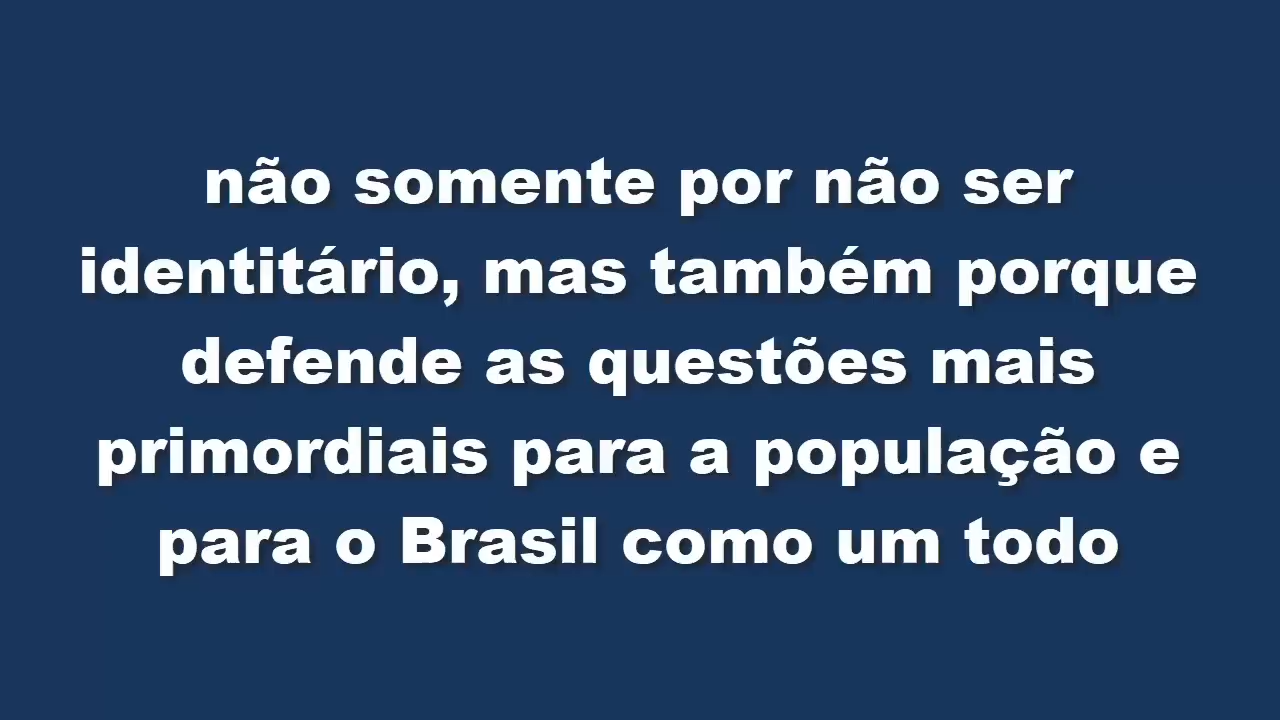 não somente por não ser
identitário, mas também porque
defende as questões mais
primordiais para a população e
para o Brasil como um todo